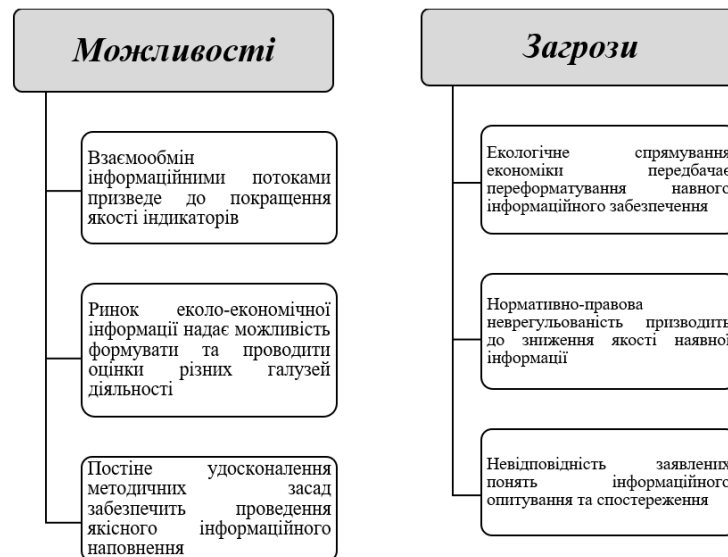 Можливості
Взаємообмін
інформаційними потоками
призведе до покращення
якості індикаторів
Ринок еколо-економічної
інформації надає можливість
формувати та проводити
оцінки різних галузей
діяльності
Постіне удосконалення
методичних засад
забезпечить проведення
якісного інформаційного
наповнення
Загрози
Екологічне спрямування
економіки передбачає
переформатування навного
інформаційного забезпечення
Нормативно-правова
неврегульованість призводить
до зниження якості наявної
інформації
Невідповідність заявлених
понять інформаційного
опитування та спостереження